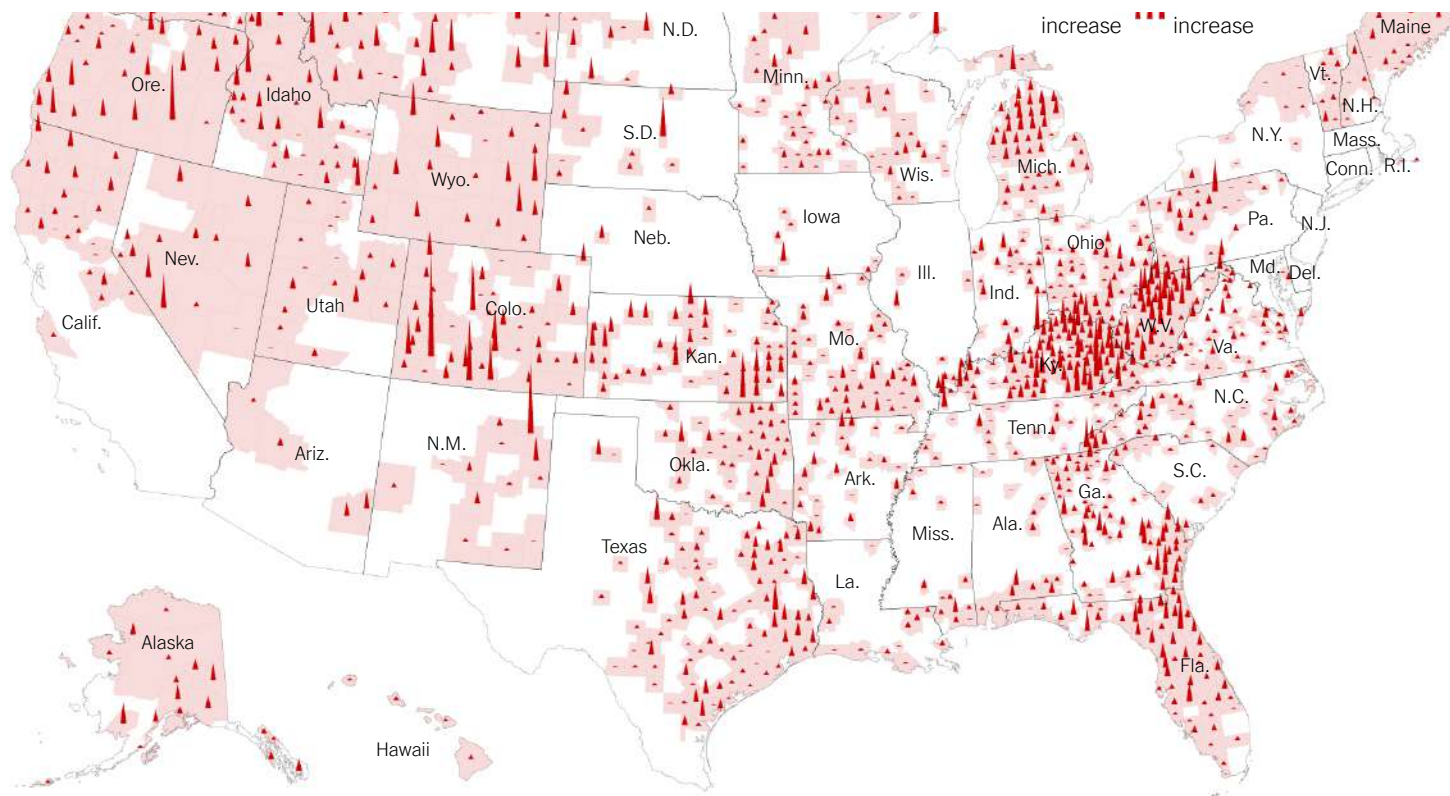 increase increase
N.D.
Maine
Minn.
Vt.
Ore.
Idaho
N.H.
S.D.
N.Y.
Mass.
Wyo.
Wis.
Mich.
Conn.
R.I.
Iowa
Neb.
Pa.
N.J.
Ohio
Nev.
Ill.
Md.
Del.
Utah
Colo.
Ind.
Calif.
Kan.
Mo.
W.V.
Va.
Ky.
N.C.
Tenn.
N.M.
Ariz.
Okla.
Ark.
S.C.
Ga.
Miss.
Ala.
Texas
La.
Alaska
Fla.
Hawaii